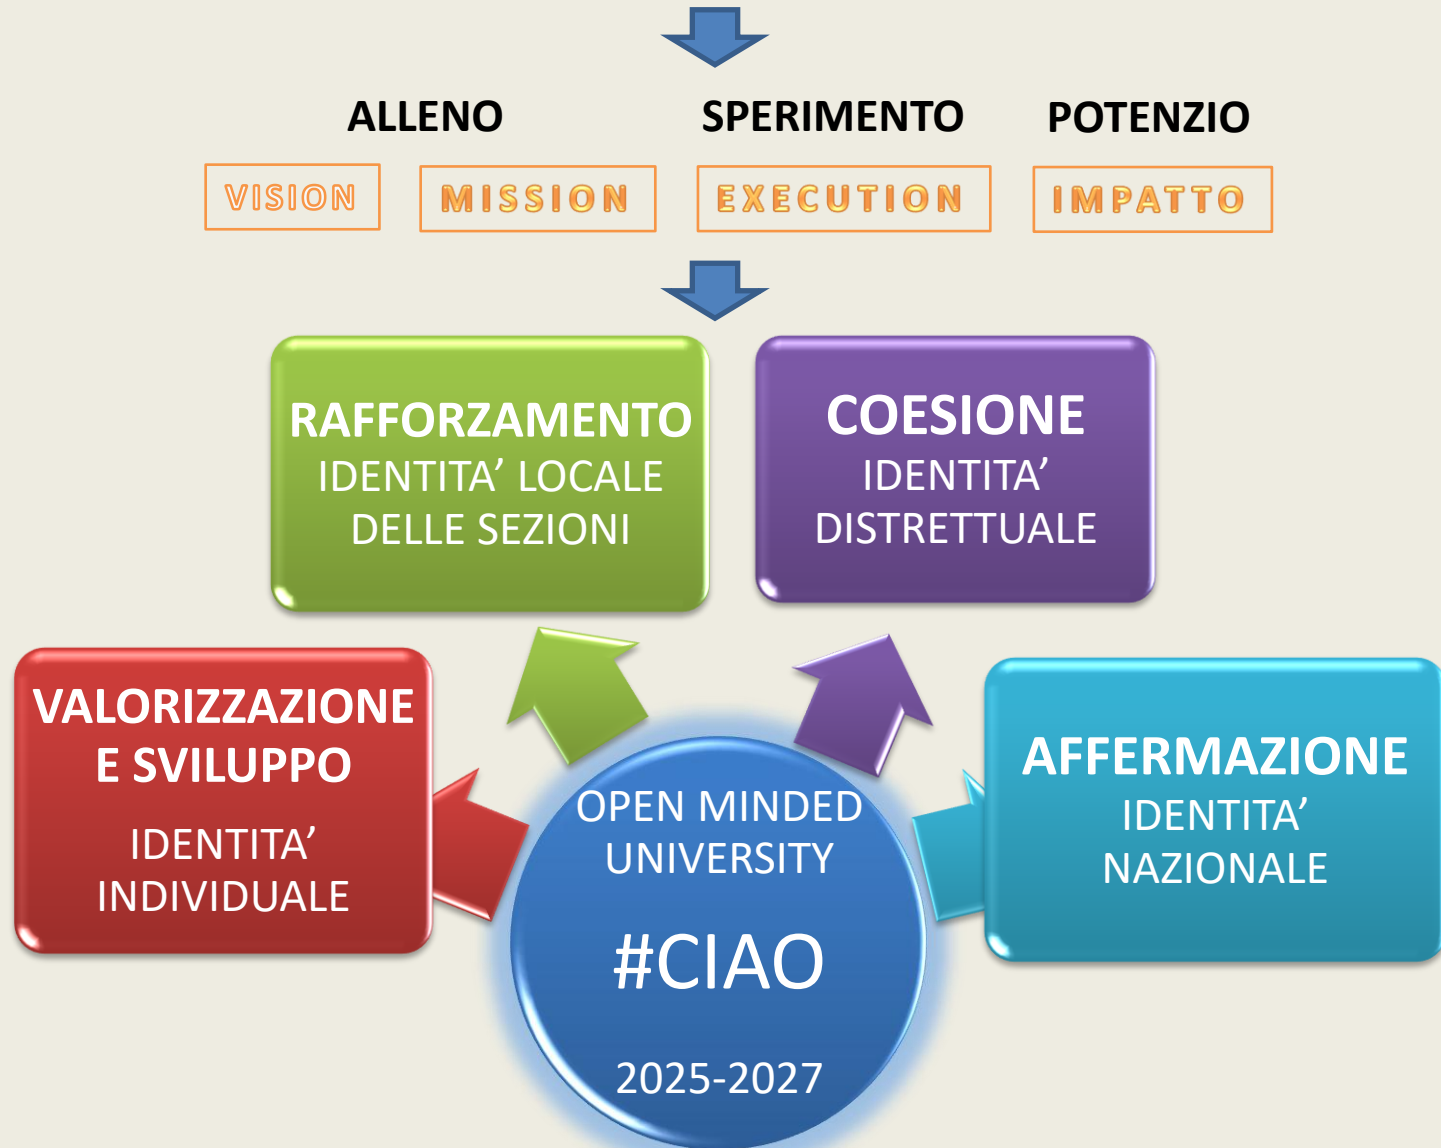 ALLENO SPERIMENTO POTENZIO
VISION MISSION EXECUTION IMPATTO
RAFFORZAMENTO
IDENTITA’ LOCALE
DELLE SEZIONI
COESIONE
IDENTITA’
DISTRETTUALE
VALORIZZAZIONE
E SVILUPPO
IDENTITA’
INDIVIDUALE
AFFERMAZIONE
IDENTITA’
NAZIONALE
OPEN MINDED
UNIVERSITY
#CIAO
2025-2027